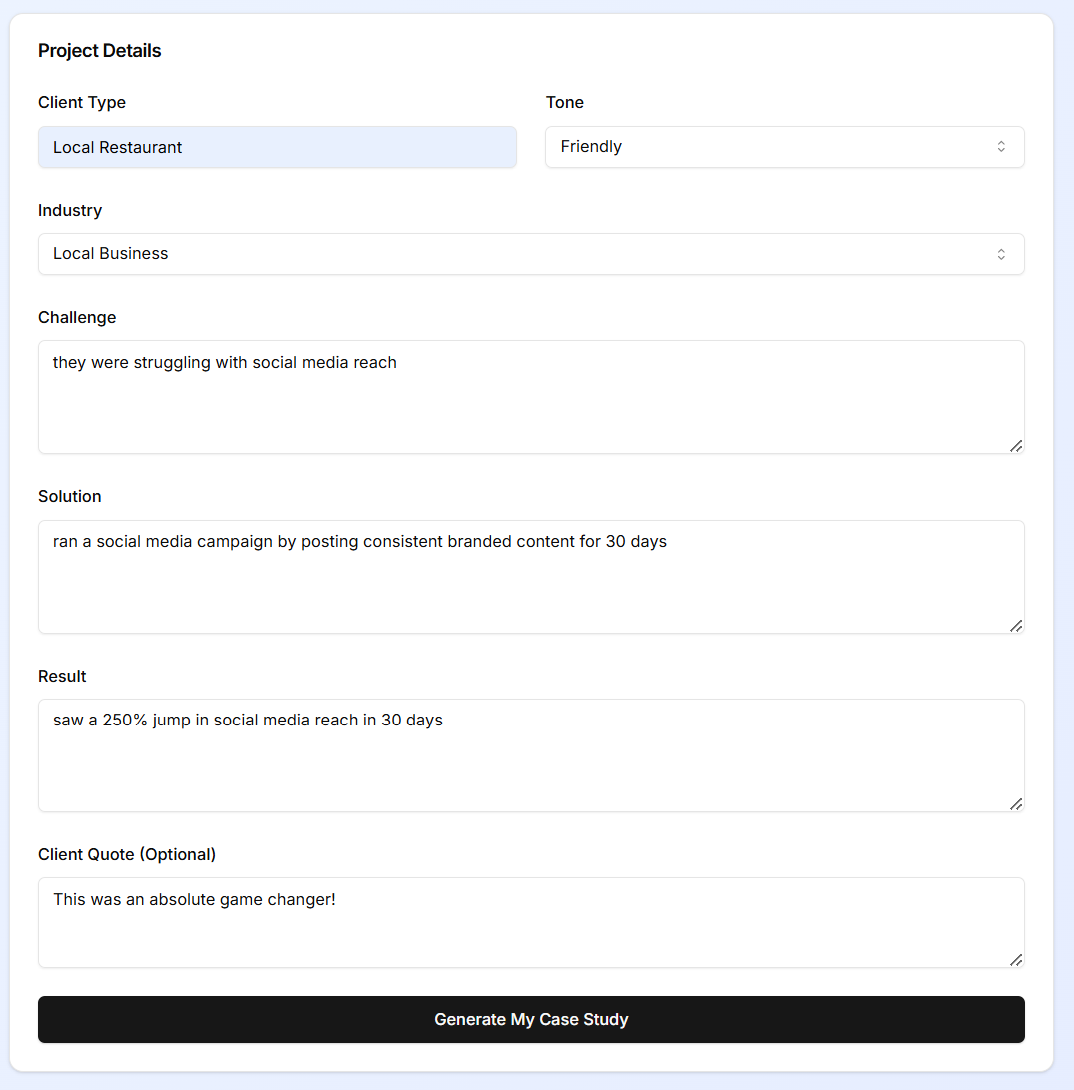 Project Details
Client Type
Tone
Local Restaurant
Friendly
Industry
Local Business
Challenge
they were struggling with social media reach
Solution
ran a social media campaign by posting consistent branded content for 30 days
Result
saw a 250% jump in social media reach in 30 days
Client Quote (Optional)
This was an absolute game changer!
Generate My Case Study